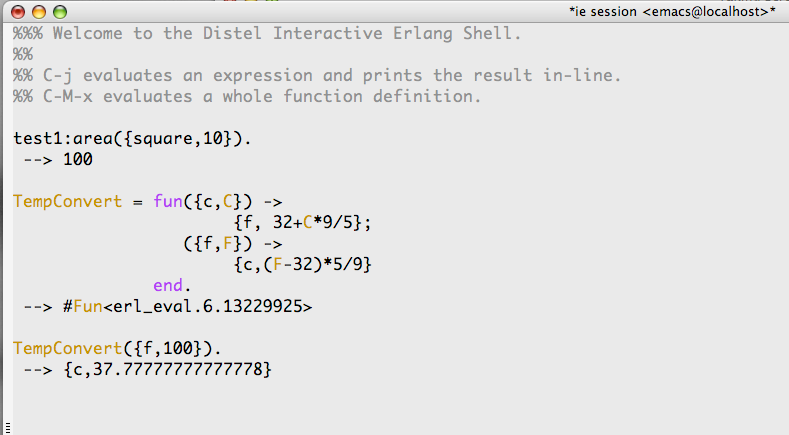 *ie session <emacs@localhost>*
%%% Welcome to the Distel Interactive Erlang Shell.
%%
%% C-j evaluates an expression and prints the result in-line.
%% C-M-x evaluates a whole function definition.
test1:area({square,10}).
--> 100
TempConvert = fun({c,C}) ->
{f, 32+C*9/5};
({f,F}) ->
{c,(F-32)*5/9}
end.
--> #Fun<erl_eval.6.13229925>
TempConvert({f,100}).
--> {c,37.77777777777778}